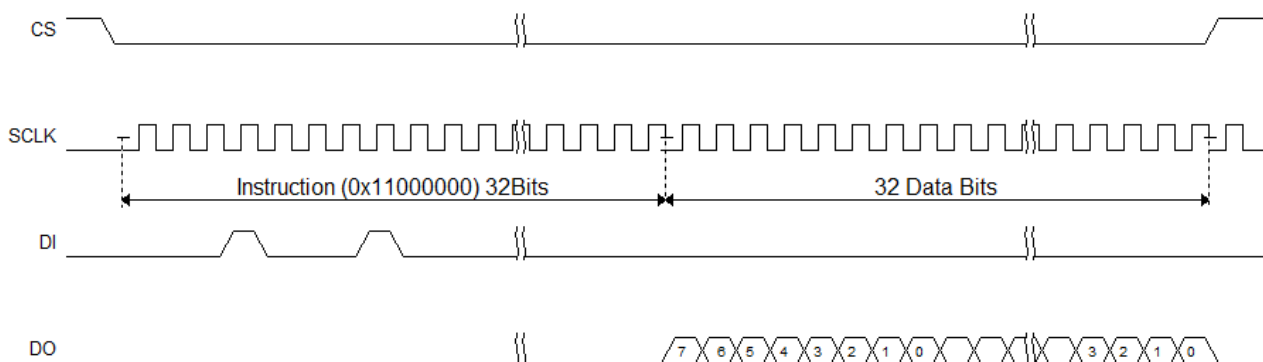 CS
SCLK
Instruction (0x11000000) 32Bits
32 Data Bits
DI
DO
7 6 5 4 3 2 1 0 3 2 1 0